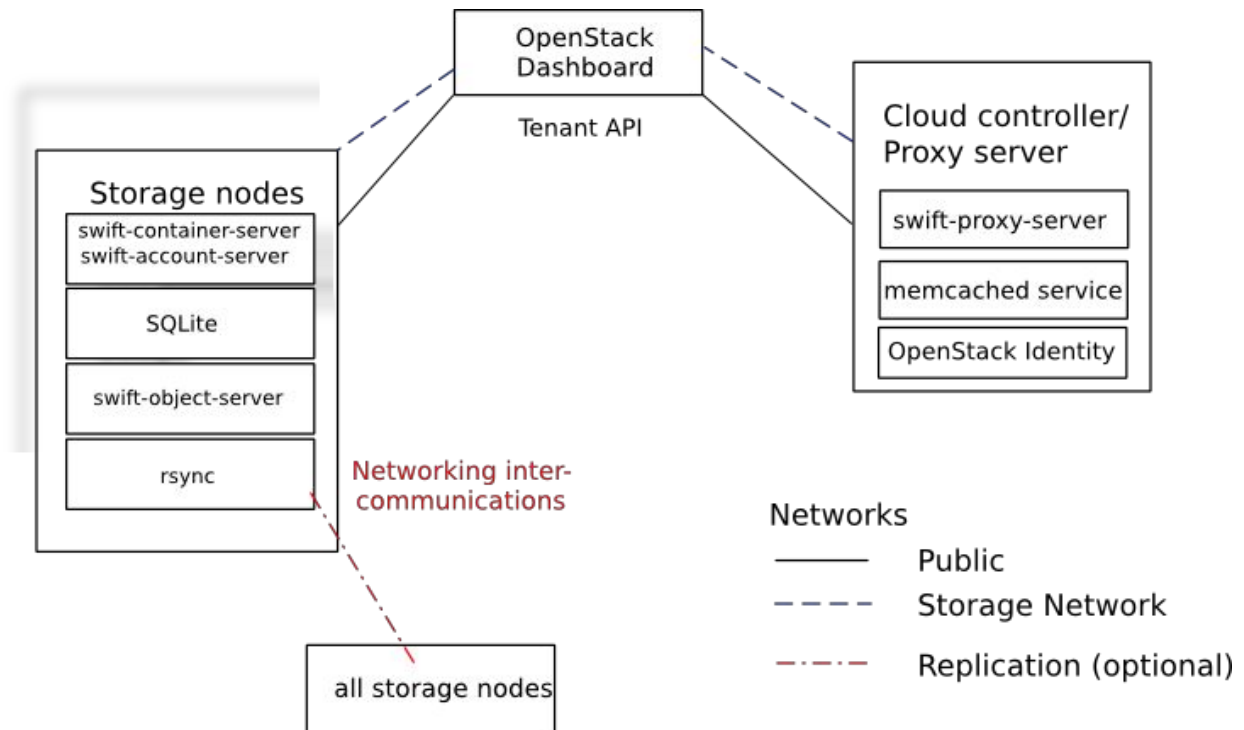 OpenStack
Dashboard
Tenant API
Cloud controller/
Proxy server
swift-proxy-server
memcached service
OpenStack Identity
Storage nodes
swift-container-server
swift-account-server
SQLite
swift-object-server
rsync
Networking inter-
communications
all storage nodes
Networks
Public
Storage Network
Replication (optional)